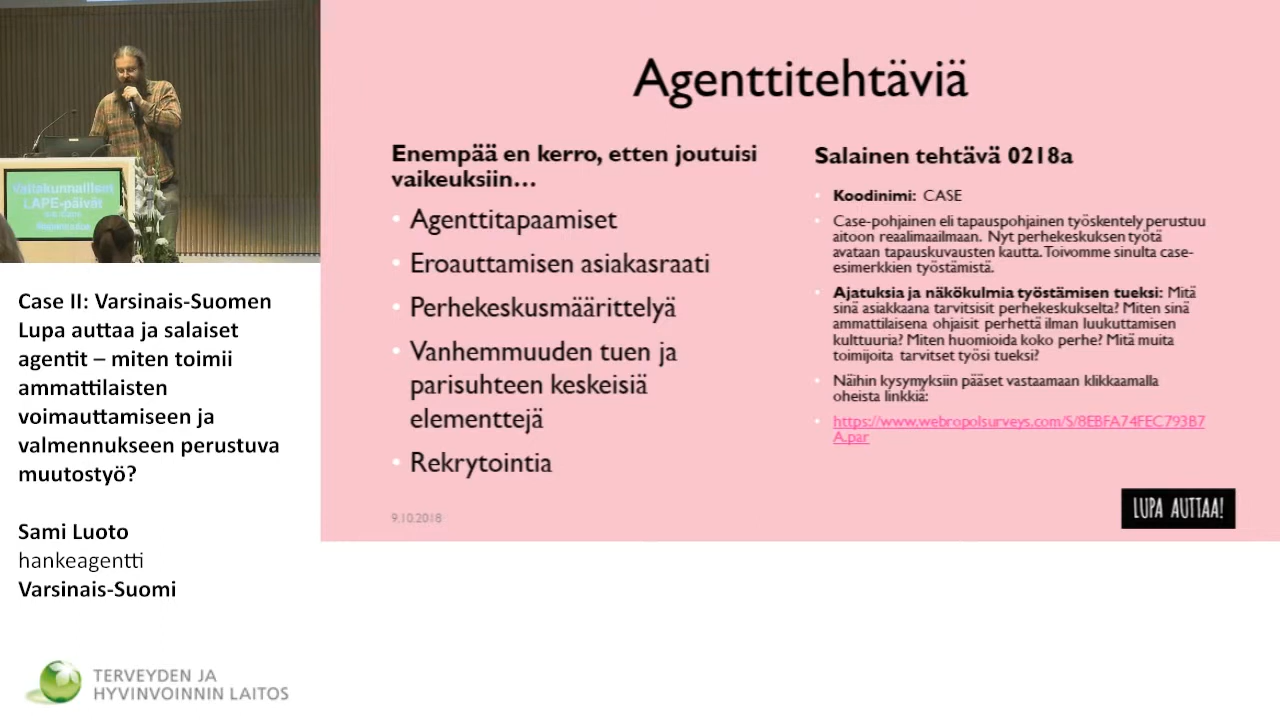 Valtakunnalliset
LAPE-päivät
Case II: Varsinais-Suomen
Lupa auttaa ja salaiset
agentit – miten toimii
ammattilaisten
voimauttamiseen ja
valmennukseen perustuva
muutostyö?
Sami Luoto
hankeagentti
Varsinais-Suomi
TERVEYDEN JA
HYVINVOINNIN LAITOS
Agenttitehtäviä
Enempää en kerro, etten joutuisi
vaikeuksiin…
• Agenttitapaamiset
• Eroauttamisen asiakasraati
• Perhekeskusmäärittelyä
• Vanhemmuuden tuen ja
parisuhteen keskeisiä
elementtejä
• Rekrytointia
9.10.2018
Salainen tehtävä 0218a
• Koodinimi: CASE
• Case-pohjainen eli tapauspohjainen työskentely perustuu
aitoon reaalimaailmaan. Nyt perhekeskuksen työtä
avataan tapauskuvausten kautta. Toivomme sinulta case-
esimerkkien työstämistä.
• Ajatuksia ja näkökulmia työstämisen tueksi: Mitä
sinä asiakkaana tarvitsisit perhekeskukselta? Miten sinä
ammattilaisena ohjaisit perhettä ilman luukuttamisen
kulttuuria? Miten huomioida koko perhe? Mitä muita
toimijoita tarvitset työsi tueksi?
• Näihin kysymyksiin pääset vastaamaan klikkaamalla
oheista linkkiä:
• https://www.webropolsurveys.com/S/8EBFA74FEC793B7
A.par
LUPA AUTTAA!